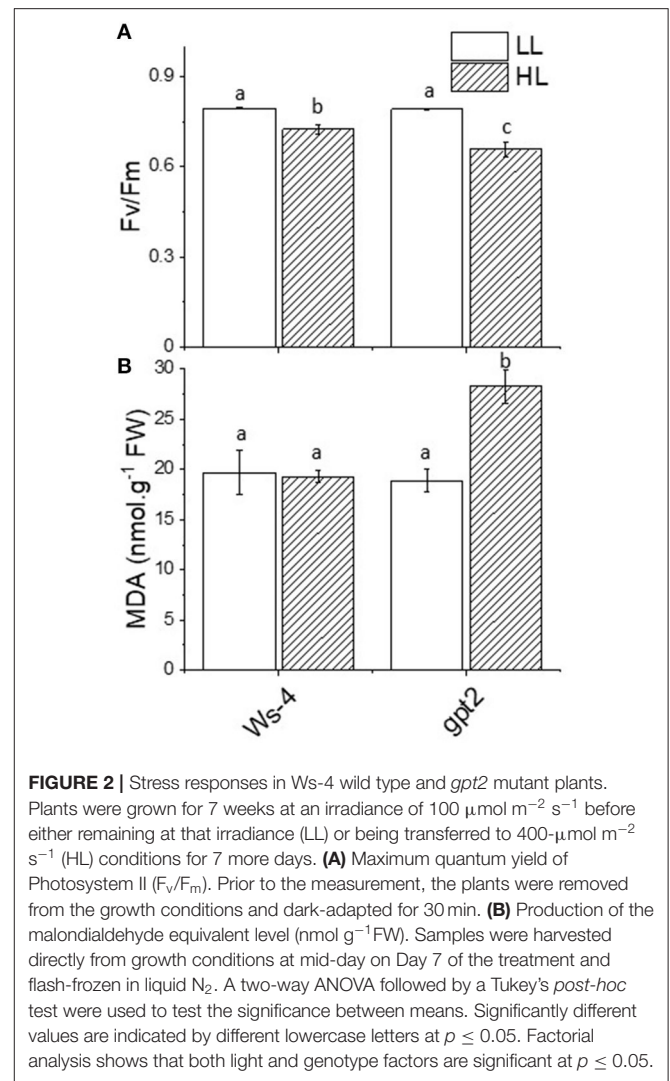 A
LL
HL
0.9
a
b
a
c
0.6
0.3
0
Fv/Fm
B
30
25
20
15
10
5
0
a
a
a
b
MDA (nmol.g⁻¹ FW)
Ws-4
gpt2
FIGURE 2 | Stress responses in Ws-4 wild type and gpt2 mutant plants.
Plants were grown for 7 weeks at an irradiance of 100 μmol m⁻² s⁻¹ before
either remaining at that irradiance (LL) or being transferred to 400-μmol m⁻²
s⁻¹ (HL) conditions for 7 more days. (A) Maximum quantum yield of
Photosystem II (Fᵥ/Fₘ). Prior to the measurement, the plants were removed
from the growth conditions and dark-adapted for 30 min. (B) Production of the
malondialdehyde equivalent level (nmol g⁻¹FW). Samples were harvested
directly from growth conditions at mid-day on Day 7 of the treatment and
flash-frozen in liquid N₂. A two-way ANOVA followed by a Tukey's post-hoc
test were used to test the significance between means. Significantly different
values are indicated by different lowercase letters at p ≤ 0.05. Factorial
analysis shows that both light and genotype factors are significant at p ≤ 0.05.